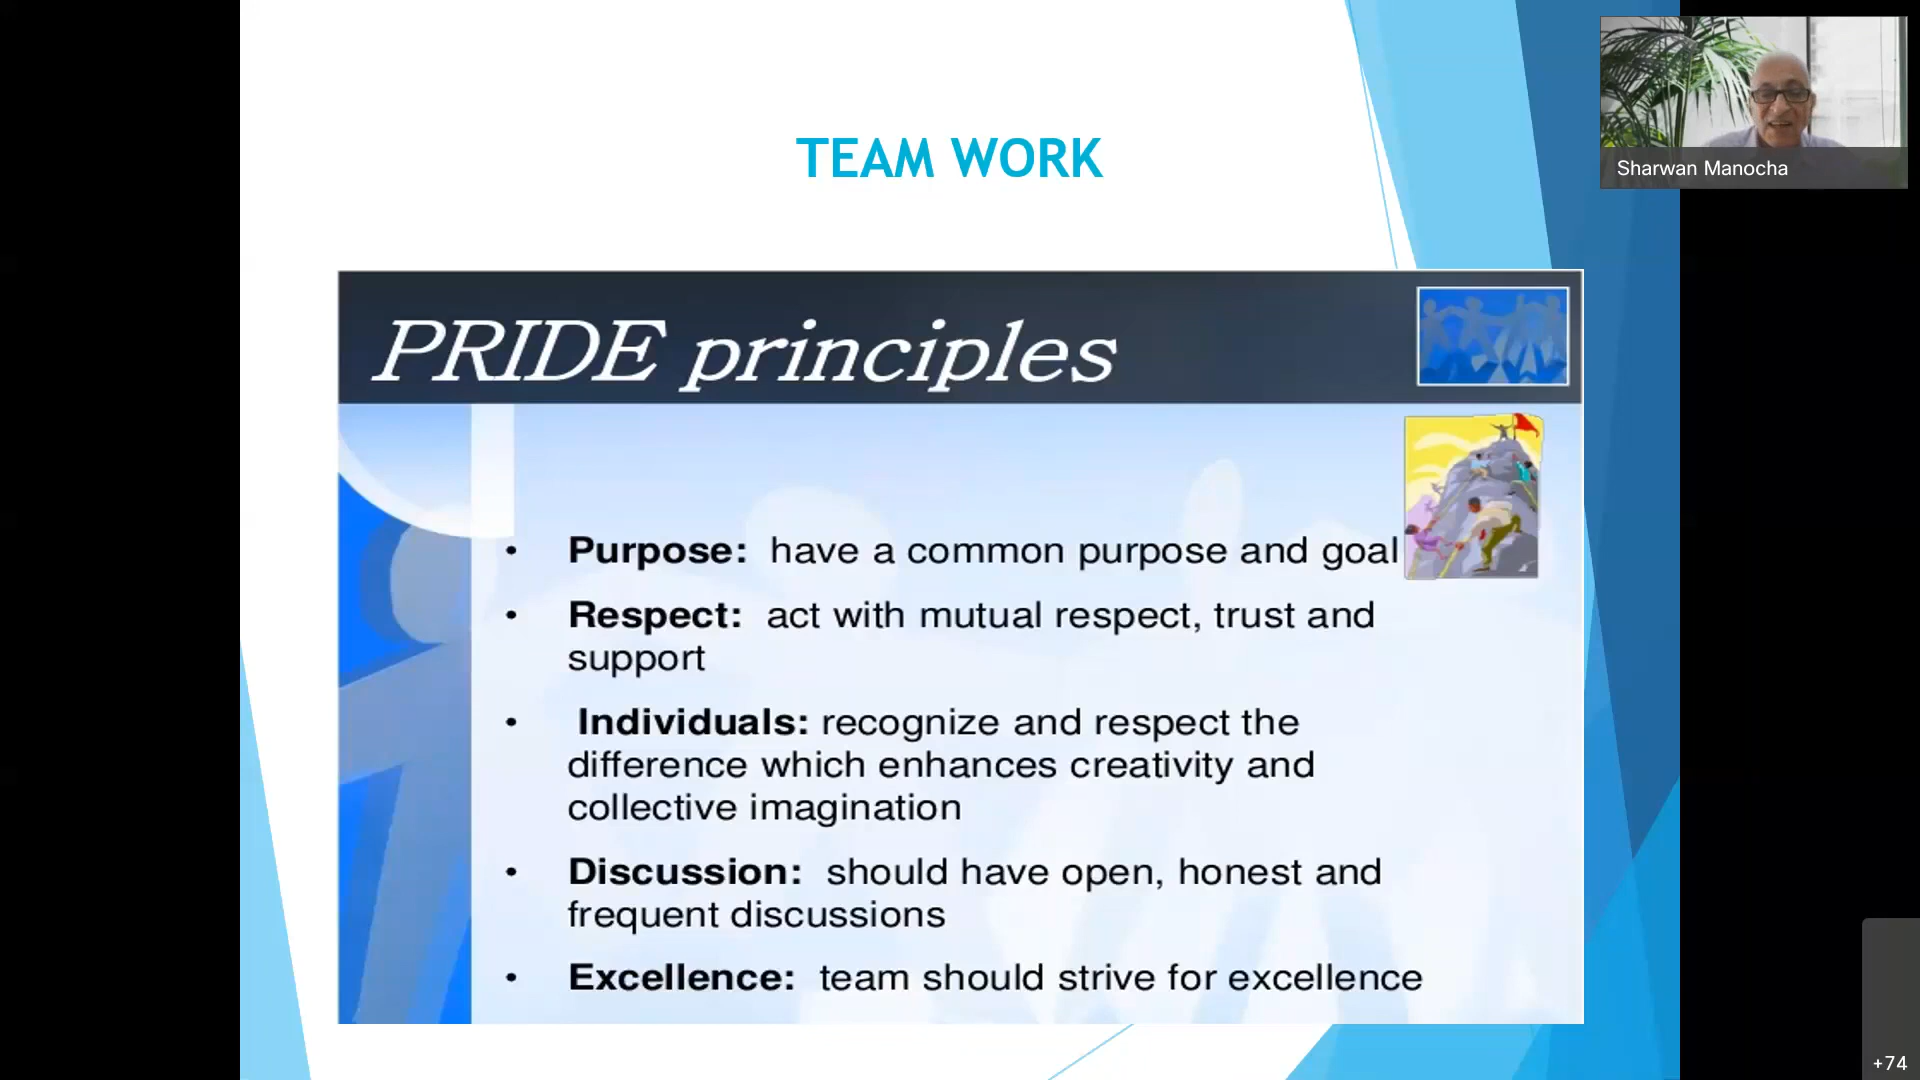 TEAM WORK
Sharwan Manocha
PRIDE principles
• Purpose: have a common purpose and goal
• Respect: act with mutual respect, trust and
support
• Individuals: recognize and respect the
difference which enhances creativity and
collective imagination
• Discussion: should have open, honest and
frequent discussions
• Excellence: team should strive for excellence
+74